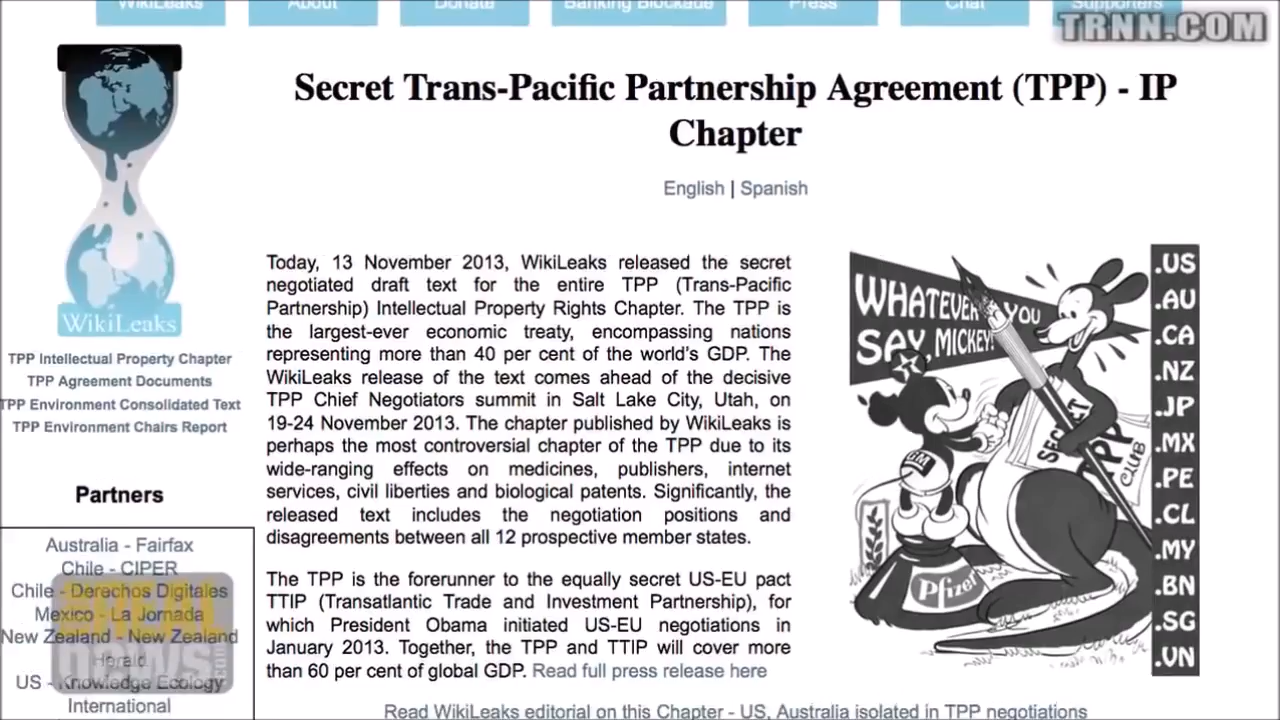 WikiLeaks About Donate Banking Blockade Press Chat Supporters
TRNN.COM
Secret Trans-Pacific Partnership Agreement (TPP) - IP
Chapter
English | Spanish
WikiLeaks
TPP Intellectual Property Chapter
TPP Agreement Documents
TPP Environment Consolidated Text
TPP Environment Chairs Report
Partners
Australia - Fairfax
Chile - CIPER
Chile - Derechos Digitales
Mexico - La Jornada
New Zealand - New Zealand
Herald
US - Knowledge Ecology
International
news.com
Today, 13 November 2013, WikiLeaks released the secret
negotiated draft text for the entire TPP (Trans-Pacific
Partnership) Intellectual Property Rights Chapter. The TPP is
the largest-ever economic treaty, encompassing nations
representing more than 40 per cent of the world's GDP. The
WikiLeaks release of the text comes ahead of the decisive
TPP Chief Negotiators summit in Salt Lake City, Utah, on
19-24 November 2013. The chapter published by WikiLeaks is
perhaps the most controversial chapter of the TPP due to its
wide-ranging effects on medicines, publishers, internet
services, civil liberties and biological patents. Significantly, the
released text includes the negotiation positions and
disagreements between all 12 prospective member states.
The TPP is the forerunner to the equally secret US-EU pact
TTIP (Transatlantic Trade and Investment Partnership), for
which President Obama initiated US-EU negotiations in
January 2013. Together, the TPP and TTIP will cover more
than 60 per cent of global GDP. Read full press release here
WHATEVER YOU
SAY, MICKEY!
SECRET
TPP
CLUB
IBM
Pfizer
.US
.AU
.CA
.NZ
.JP
.MX
.PE
.CL
.MY
.BN
.SG
.VN
Read WikiLeaks editorial on this Chapter - US, Australia isolated in TPP negotiations